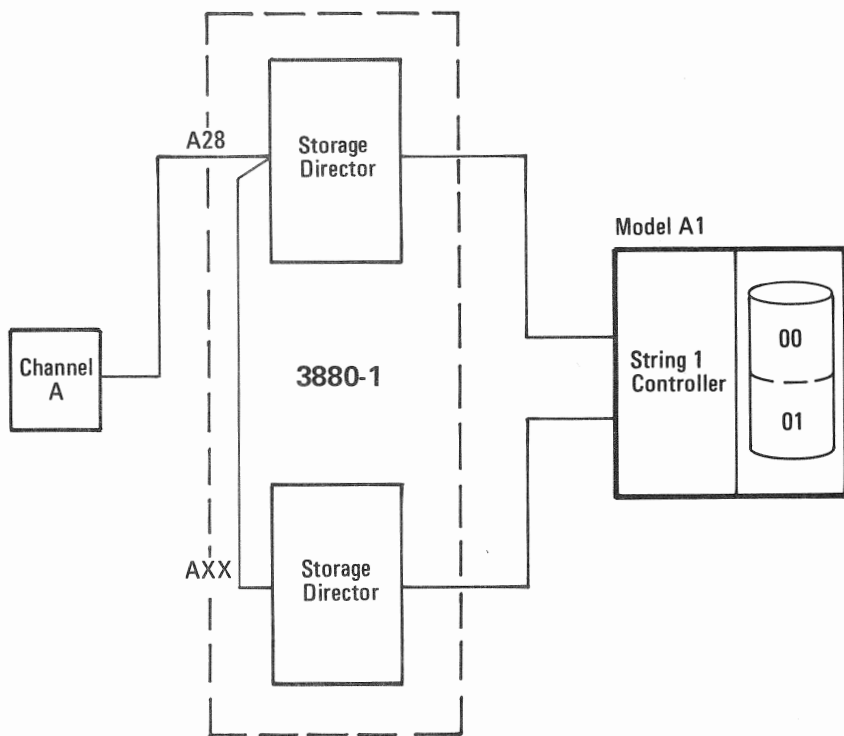 A28
Storage
Director
Model A1
Channel
A
3880-1
String 1
Controller
00
01
AXX
Storage
Director